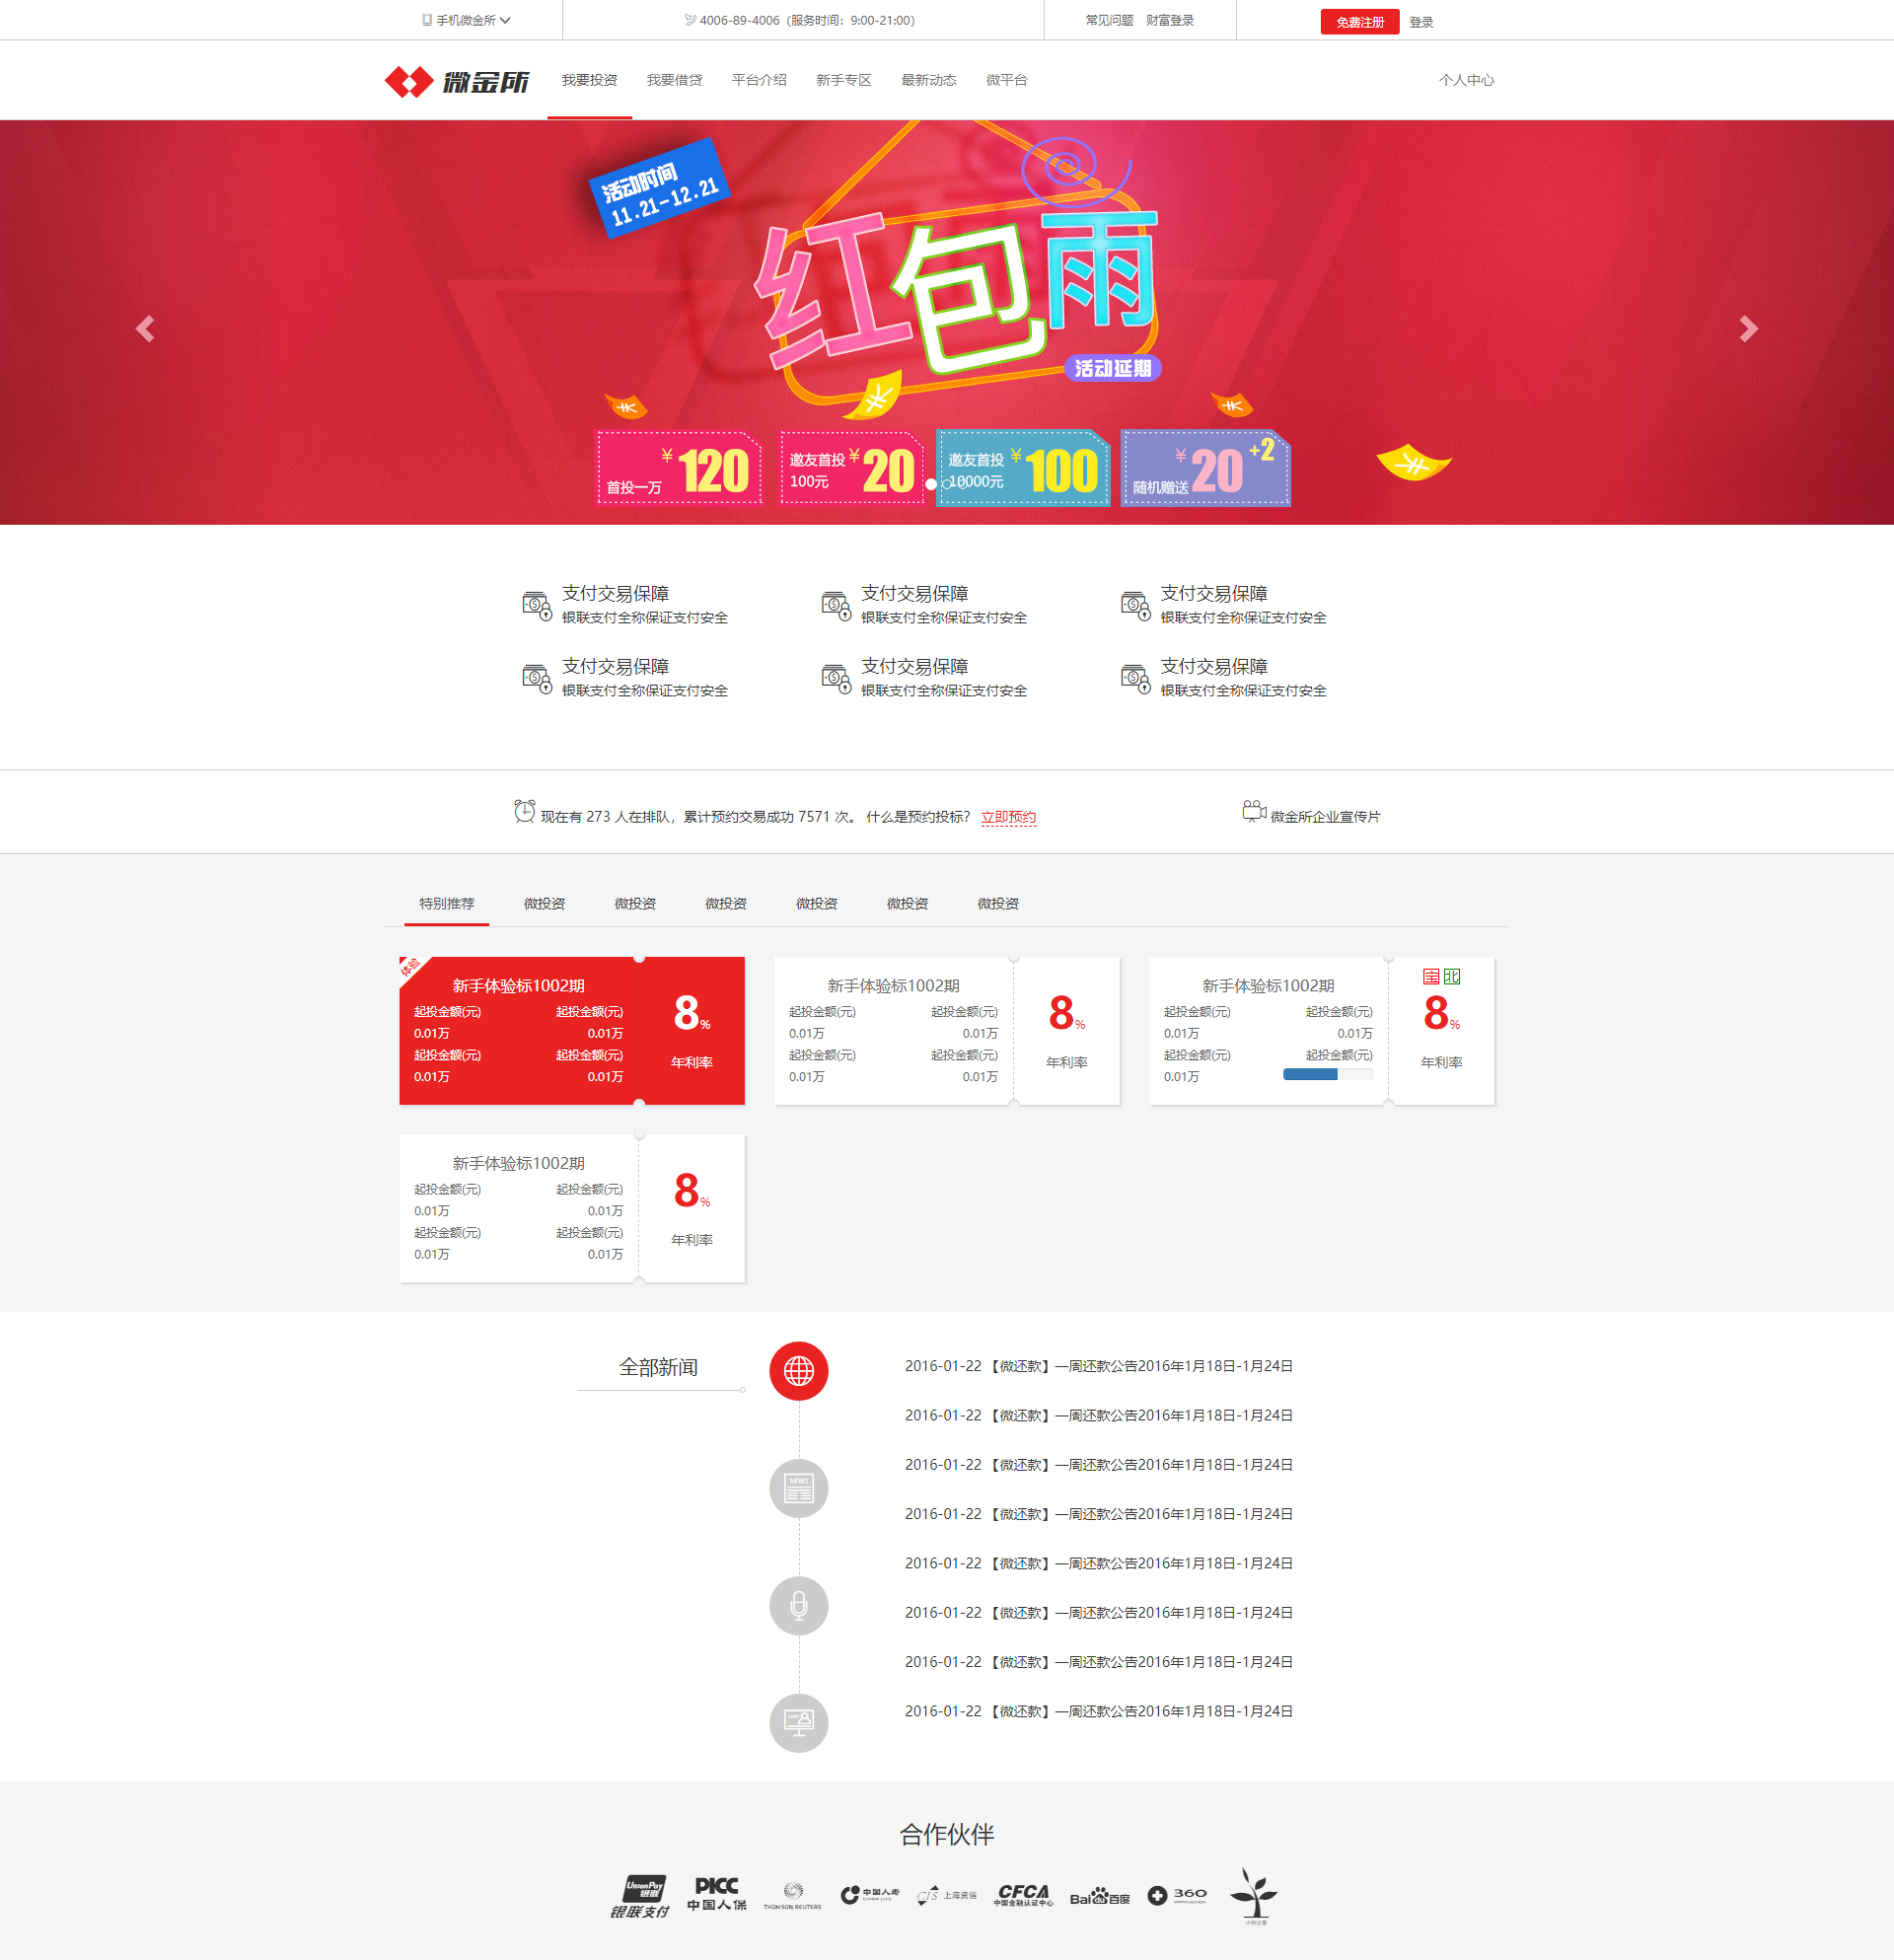 手机微金所
4006-89-4006（服务时间：9:00-21:00）
常见问题 财富登录
免费注册 登录
微金所
我要投资 我要借贷 平台介绍 新手专区 最新动态 微平台
个人中心
活动时间
11.21-12.21
红包雨
活动延期
首投一万 ¥120
邀友首投 ¥20
100元
邀友首投 ¥100
10000元
随机赠送 ¥20 +2
支付交易保障
银联支付全称保证支付安全
支付交易保障
银联支付全称保证支付安全
支付交易保障
银联支付全称保证支付安全
支付交易保障
银联支付全称保证支付安全
支付交易保障
银联支付全称保证支付安全
支付交易保障
银联支付全称保证支付安全
现在有 273 人在排队，累计预约交易成功 7571 次。 什么是预约投标？ 立即预约
微金所企业宣传片
特别推荐 微投资 微投资 微投资 微投资 微投资 微投资
体验
新手体验标1002期
起投金额(元) 起投金额(元)
0.01万 0.01万
起投金额(元) 起投金额(元)
0.01万 0.01万
8%
年利率
新手体验标1002期
起投金额(元) 起投金额(元)
0.01万 0.01万
起投金额(元) 起投金额(元)
0.01万 0.01万
8%
年利率
新手体验标1002期
起投金额(元) 起投金额(元)
0.01万 0.01万
起投金额(元) 起投金额(元)
0.01万
宝 北
8%
年利率
新手体验标1002期
起投金额(元) 起投金额(元)
0.01万 0.01万
起投金额(元) 起投金额(元)
0.01万 0.01万
8%
年利率
全部新闻
NEWS
2016-01-22 【微还款】—周还款公告2016年1月18日-1月24日
2016-01-22 【微还款】—周还款公告2016年1月18日-1月24日
2016-01-22 【微还款】—周还款公告2016年1月18日-1月24日
2016-01-22 【微还款】—周还款公告2016年1月18日-1月24日
2016-01-22 【微还款】—周还款公告2016年1月18日-1月24日
2016-01-22 【微还款】—周还款公告2016年1月18日-1月24日
2016-01-22 【微还款】—周还款公告2016年1月18日-1月24日
2016-01-22 【微还款】—周还款公告2016年1月18日-1月24日
合作伙伴
UnionPay
银联
银联支付
PICC
中国人保
THOMSON REUTERS
中国人寿
CHINA LIFE
CIS 上海资信
CFCA
中国金融认证中心
Bai du 百度
360